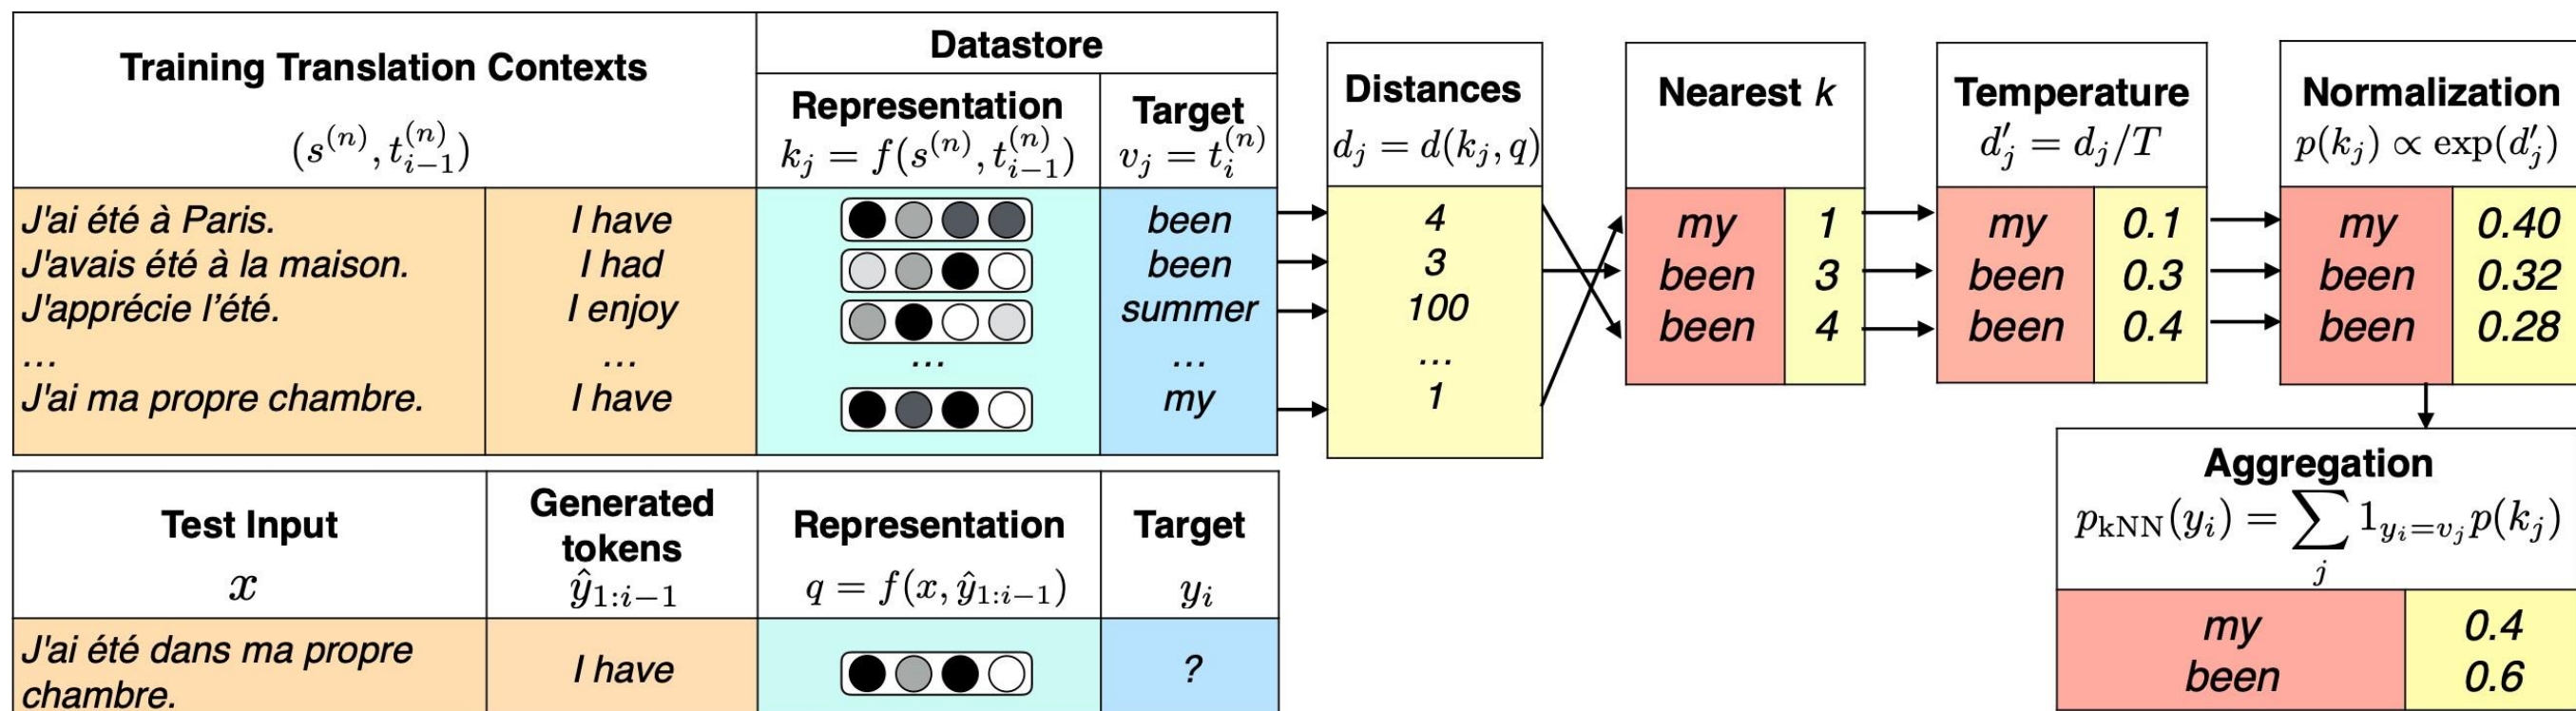 Training Translation Contexts
(s^{(n)}, t_{i-1}^{(n)})
Datastore
Representation
k_j = f(s^{(n)}, t_{i-1}^{(n)})
Target
v_j = t_i^{(n)}
J'ai été à Paris. I have been
J'avais été à la maison. I had been
J'apprécie l'été. I enjoy summer
... ... ... ...
J'ai ma propre chambre. I have my
Distances
d_j = d(k_j, q)
4
3
100
...
1
Nearest k
my 1
been 3
been 4
Temperature
d'_j = d_j/T
my 0.1
been 0.3
been 0.4
Normalization
p(k_j) ∝ exp(d'_j)
my 0.40
been 0.32
been 0.28
Test Input
x
Generated
tokens
ŷ_{1:i-1}
Representation
q = f(x, ŷ_{1:i-1})
Target
y_i
J'ai été dans ma propre
chambre.
I have
?
Aggregation
p_{kNN}(y_i) = ∑_j 1_{y_i=v_j} p(k_j)
my 0.4
been 0.6